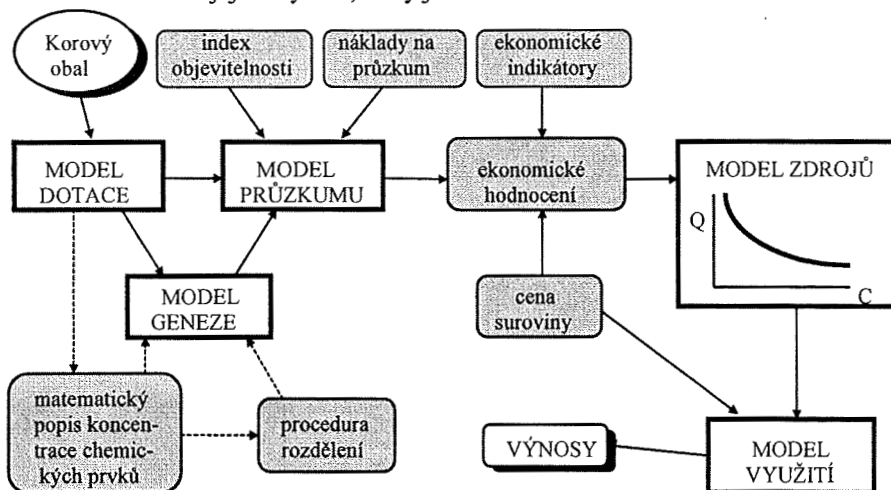 Korový
obal
index
objevitelnosti
náklady na
průzkum
ekonomické
indikátory
MODEL
DOTACE
MODEL
PRŮZKUMU
ekonomické
hodnocení
MODEL ZDROJŮ
Q
C
MODEL
GENEZE
cena
suroviny
matematický
popis koncen-
trace chemic-
kých prvků
procedura
rozdělení
VÝNOSY
MODEL
VYUŽITÍ